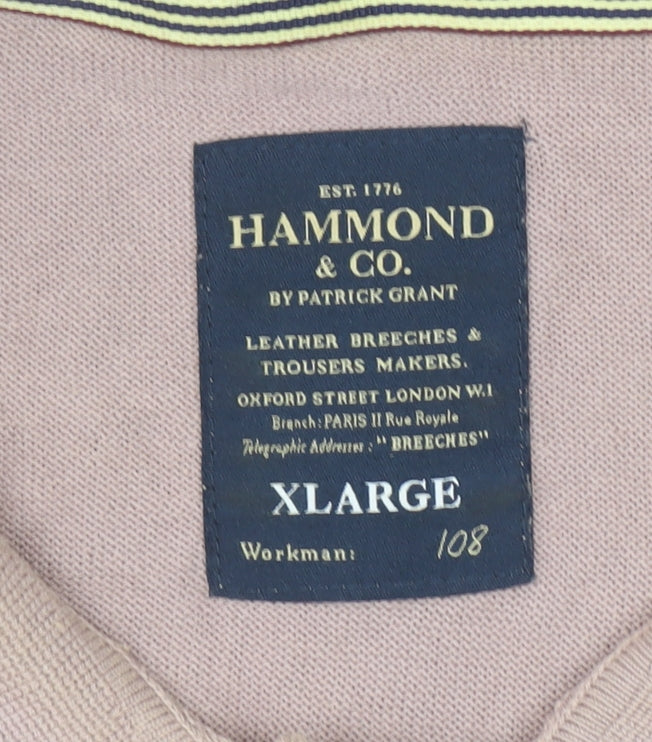 EST. 1776
HAMMOND
& CO.
BY PATRICK GRANT
LEATHER BREECHES &
TROUSERS MAKERS.
OXFORD STREET LONDON W.1
Branch: PARIS 11 Rue Royale
Telegraphic Addresses: "BREECHES"
XLARGE
Workman: 108